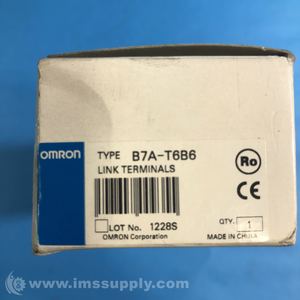 OMRON
TYPE B7A-T6B6
LINK TERMINALS
Ro
CE
LOT No. 1228S
QTY. 1
OMRON Corporation
MADE IN CHINA
www.imssupply.com